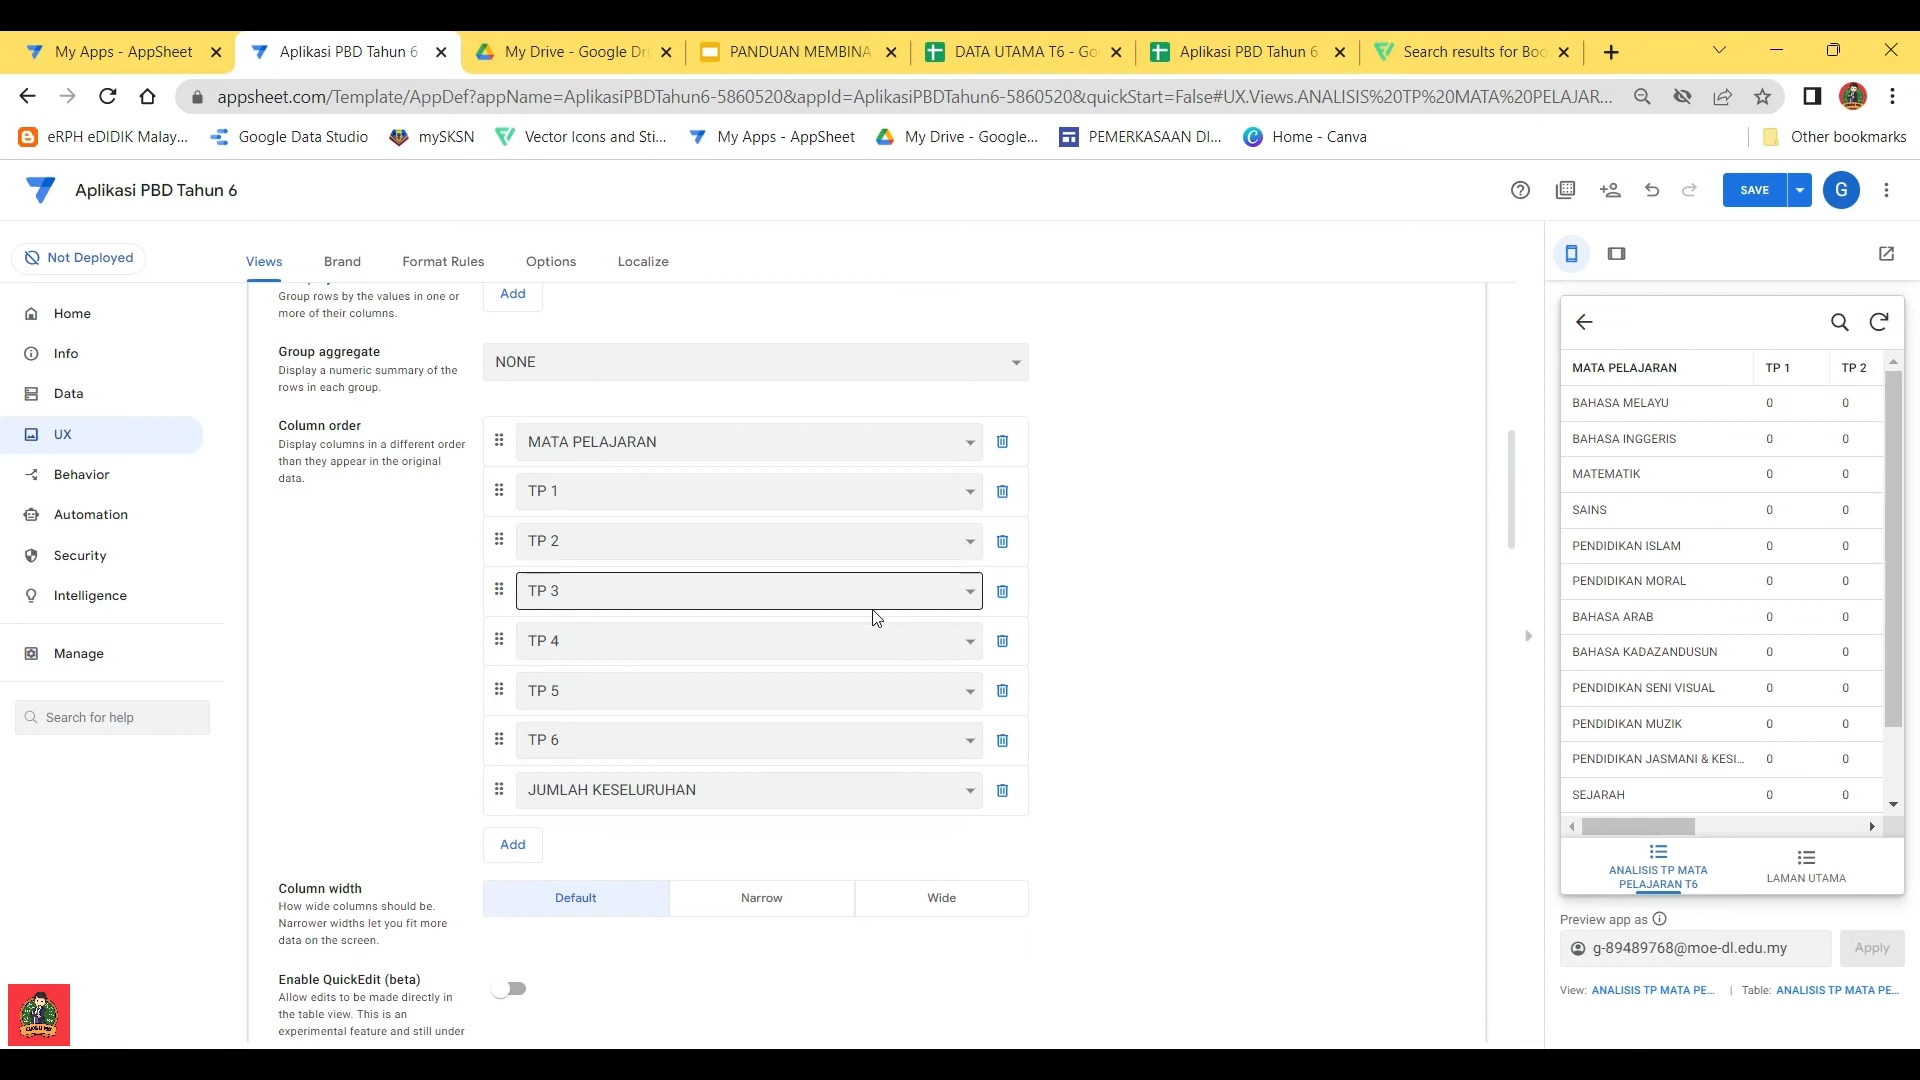 My Apps - AppSheet
Aplikasi PBD Tahun 6
My Drive - Google Dr
PANDUAN MEMBINA
DATA UTAMA T6 - Go
Aplikasi PBD Tahun 6
Search results for Boo
appsheet.com/Template/AppDef?appName=AplikasiPBDTahun6-5860520&appId=AplikasiPBDTahun6-5860520&quickStart=False#UX.Views.ANALISIS%20TP%20MATA%20PELAJAR...
eRPH eDIDIK Malay...
Google Data Studio
mySKSN
Vector Icons and Sti...
My Apps - AppSheet
My Drive - Google...
PEMERKASAAN DI...
Home - Canva
Other bookmarks
Aplikasi PBD Tahun 6
SAVE
G
Not Deployed
Views
Brand
Format Rules
Options
Localize
Home
Info
Data
UX
Behavior
Automation
Security
Intelligence
Manage
Search for help
Group rows by the values in one or
more of their columns.
Add
Group aggregate
Display a numeric summary of the
rows in each group.
NONE
Column order
Display columns in a different order
than they appear in the original
data.
MATA PELAJARAN
TP 1
TP 2
TP 3
TP 4
TP 5
TP 6
JUMLAH KESELURUHAN
Add
Column width
How wide columns should be.
Narrower widths let you fit more
data on the screen.
Default
Narrow
Wide
Enable QuickEdit (beta)
Allow edits to be made directly in
the table view. This is an
experimental feature and still under
MATA PELAJARAN TP 1 TP 2
BAHASA MELAYU 0 0
BAHASA INGGERIS 0 0
MATEMATIK 0 0
SAINS 0 0
PENDIDIKAN ISLAM 0 0
PENDIDIKAN MORAL 0 0
BAHASA ARAB 0 0
BAHASA KADAZANDUSUN 0 0
PENDIDIKAN SENI VISUAL 0 0
PENDIDIKAN MUZIK 0 0
PENDIDIKAN JASMANI & KESI... 0 0
SEJARAH 0 0
ANALISIS TP MATA
PELAJARAN T6
LAMAN UTAMA
Preview app as
g-89489768@moe-dl.edu.my
Apply
View: ANALISIS TP MATA PE... | Table: ANALISIS TP MATA PE...